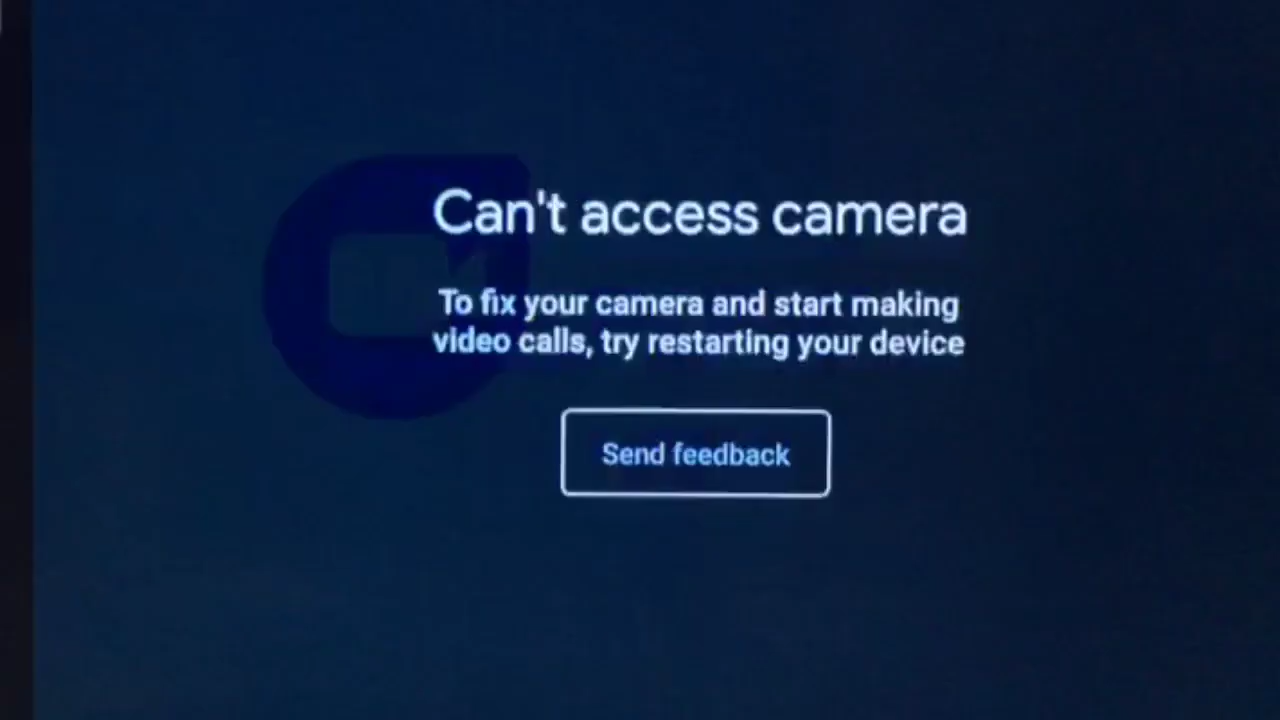 Can't access camera
To fix your camera and start making
video calls, try restarting your device
Send feedback